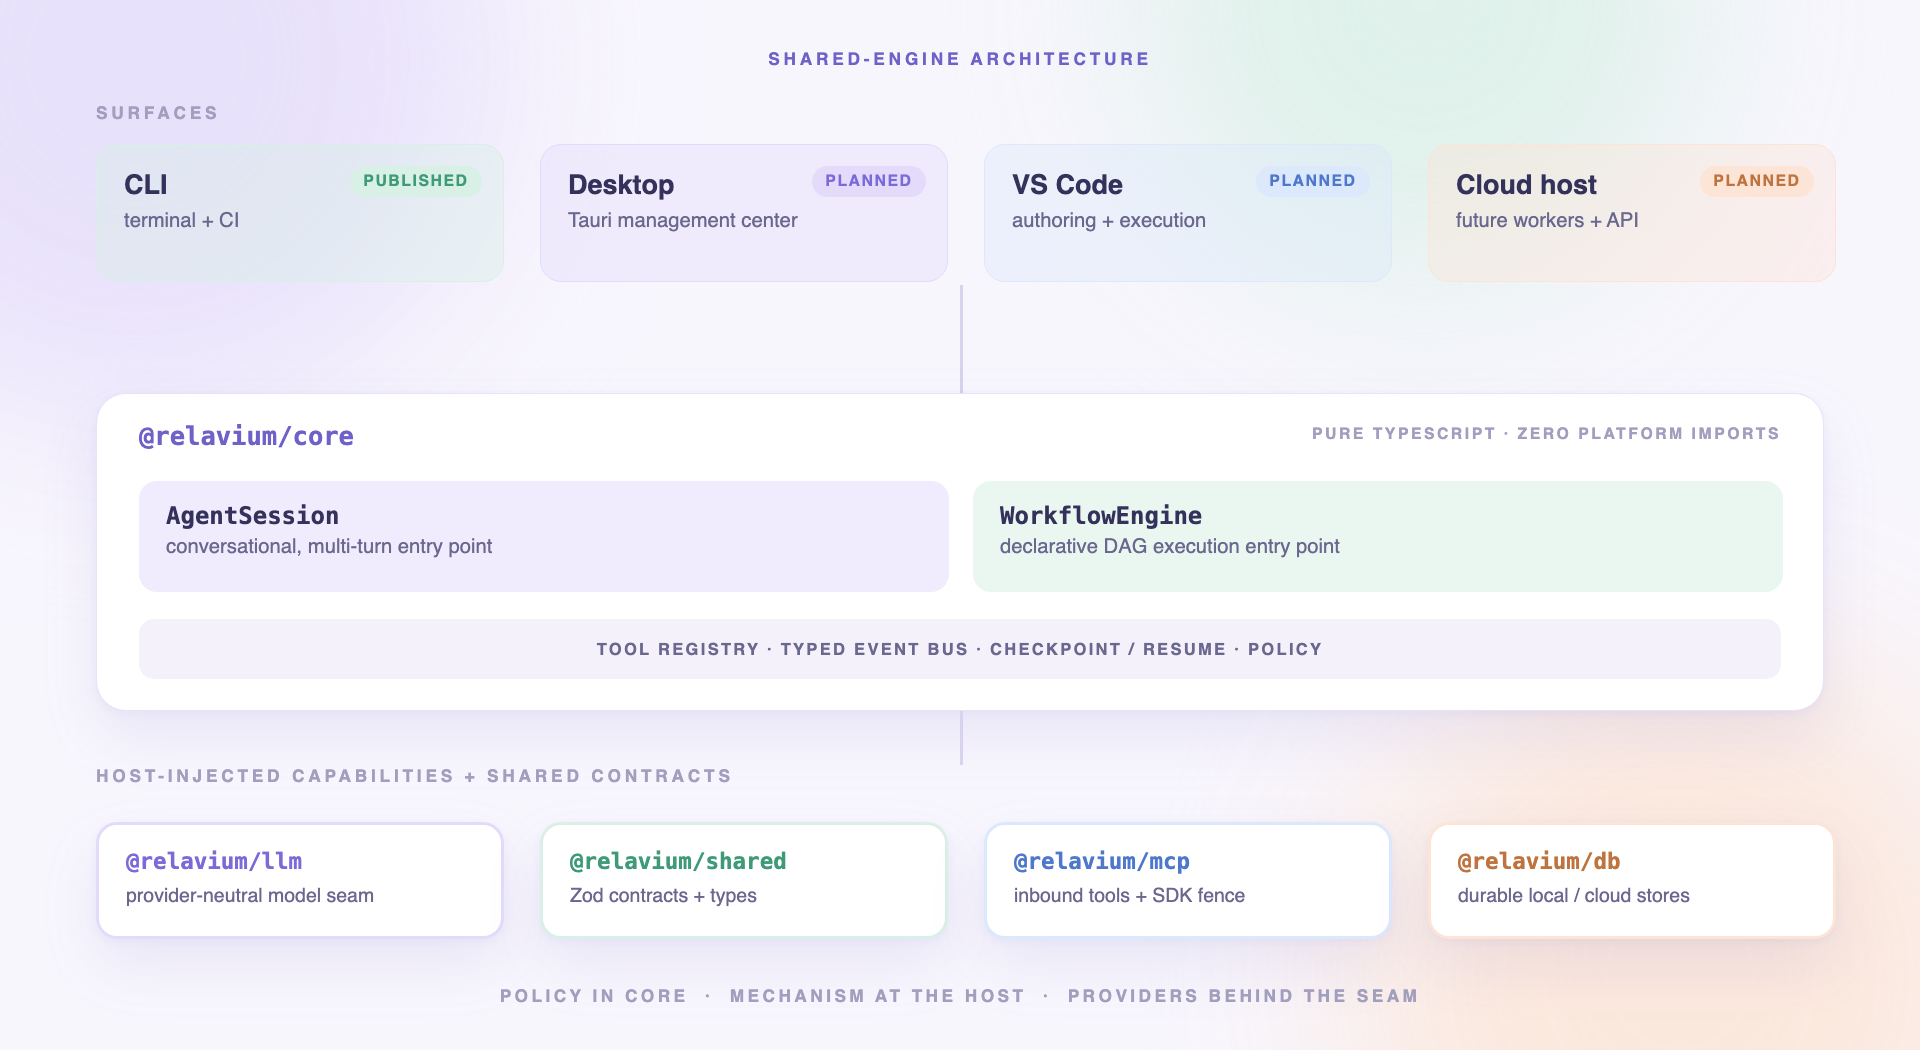 SHARED-ENGINE ARCHITECTURE
SURFACES
CLI
PUBLISHED
terminal + CI
Desktop
PLANNED
Tauri management center
VS Code
PLANNED
authoring + execution
Cloud host
PLANNED
future workers + API
@relavium/core
PURE TYPESCRIPT · ZERO PLATFORM IMPORTS
AgentSession
conversational, multi-turn entry point
WorkflowEngine
declarative DAG execution entry point
TOOL REGISTRY · TYPED EVENT BUS · CHECKPOINT / RESUME · POLICY
HOST-INJECTED CAPABILITIES + SHARED CONTRACTS
@relavium/llm
provider-neutral model seam
@relavium/shared
Zod contracts + types
@relavium/mcp
inbound tools + SDK fence
@relavium/db
durable local / cloud stores
POLICY IN CORE · MECHANISM AT THE HOST · PROVIDERS BEHIND THE SEAM